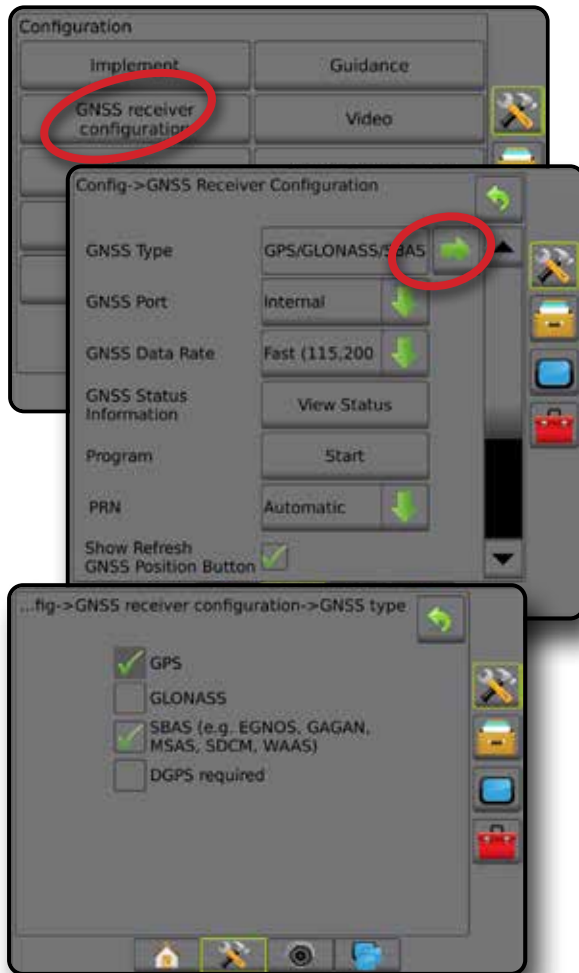 Configuration
Implement
Guidance
GNSS receiver
configuration
Video
Config->GNSS Receiver Configuration
GNSS Type
GPS/GLONASS/SBAS
GNSS Port
Internal
GNSS Data Rate
Fast (115,200
GNSS Status
Information
View Status
Program
Start
PRN
Automatic
Show Refresh
GNSS Position Button
...fig->GNSS receiver configuration->GNSS type
GPS
GLONASS
SBAS (e.g. EGNOS, GAGAN,
MSAS, SDCM, WAAS)
DGPS required